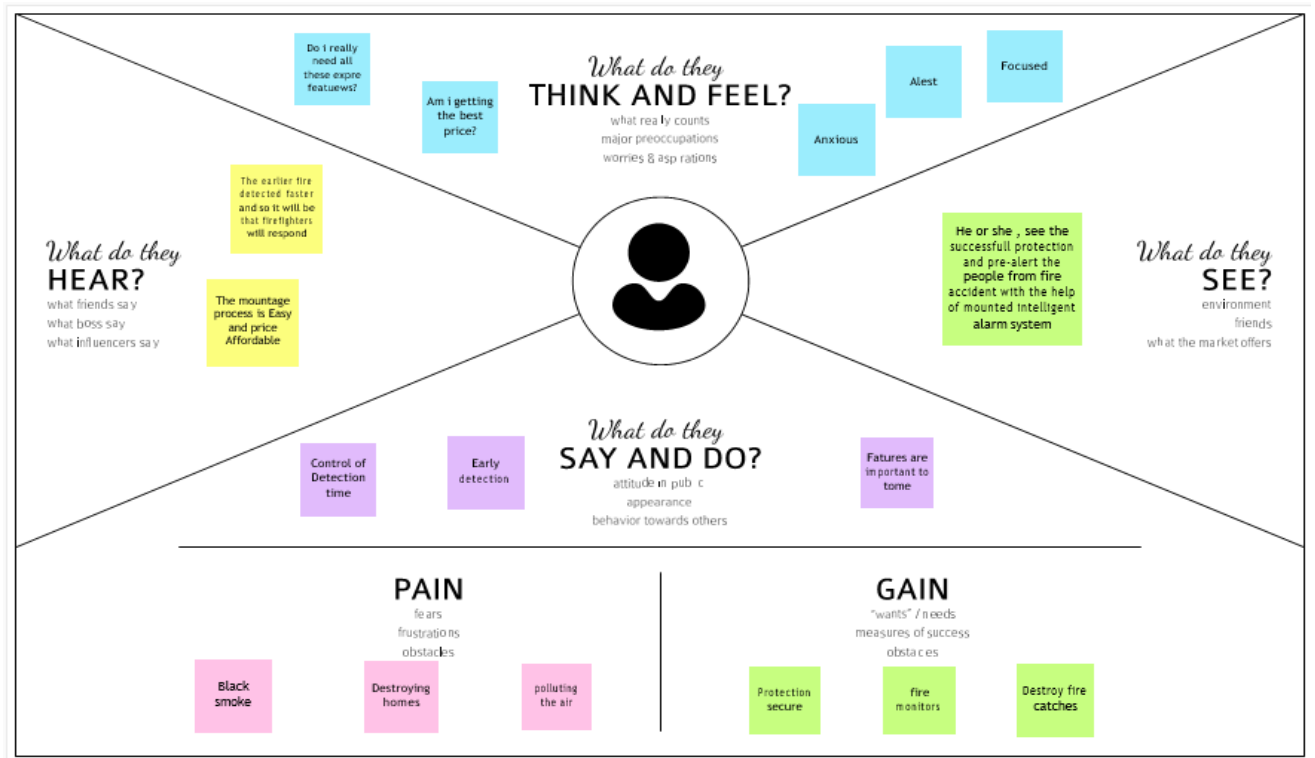 What do they
THINK AND FEEL?
what really counts
major preoccupations
worries & asp rations
Do i really
need all
these expre
featuews?
Am i getting
the best
price?
Anxious
Alest
Focused
What do they
HEAR?
what friends say
what boss say
what influencers say
The earlier fire
detected faster
and so it will be
that firefighters
will respond
The mountage
process is Easy
and price
Affordable
What do they
SEE?
environment
friends
what the market offers
He or she , see the
successfull protection
and pre-alert the
people from fire
accident with the help
of mounted intelligent
alarm system
What do they
SAY AND DO?
attitude in pub c
appearance
behavior towards others
Control of
Detection
time
Early
detection
Fatures are
important to
tome
PAIN
fears
frustrations
obstacles
Black
smoke
Destroying
homes
polluting
the air
GAIN
"wants" / needs
measures of success
obstac es
Protection
secure
fire
monitors
Destroy fire
catches